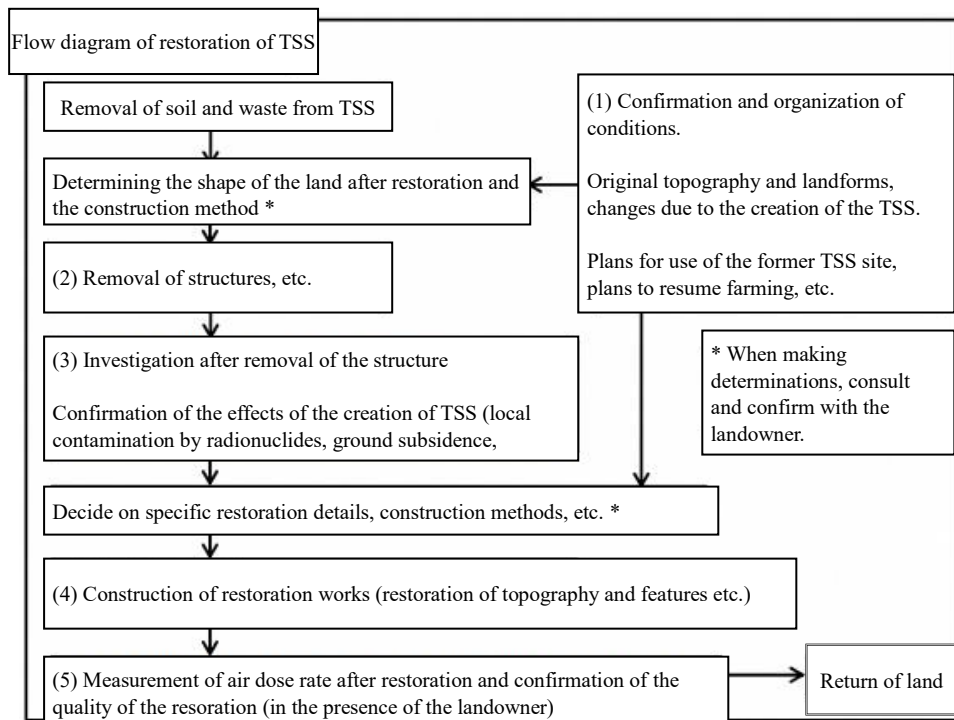 Flow diagram of restoration of TSS
Removal of soil and waste from TSS
(1) Confirmation and organization of
conditions.
Original topography and landforms,
changes due to the creation of the TSS.
Plans for use of the former TSS site,
plans to resume farming, etc.
Determining the shape of the land after restoration and
the construction method *
(2) Removal of structures, etc.
(3) Investigation after removal of the structure
Confirmation of the effects of the creation of TSS (local
contamination by radionuclides, ground subsidence,
* When making
determinations, consult
and confirm with the
landowner.
Decide on specific restoration details, construction methods, etc. *
(4) Construction of restoration works (restoration of topography and features etc.)
(5) Measurement of air dose rate after restoration and confirmation of the
quality of the resoration (in the presence of the landowner)
Return of land